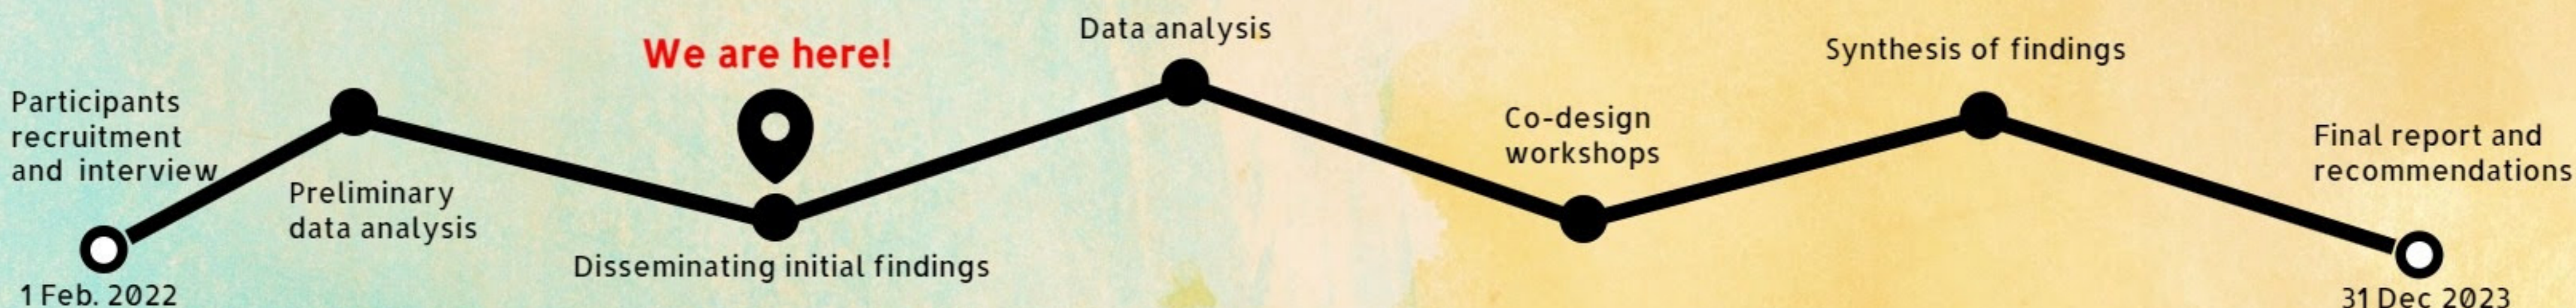 Participants
recruitment
and interview
1 Feb. 2022
Preliminary
data analysis
We are here!
Disseminating initial findings
Data analysis
Co-design
workshops
Synthesis of findings
Final report and
recommendations
31 Dec 2023